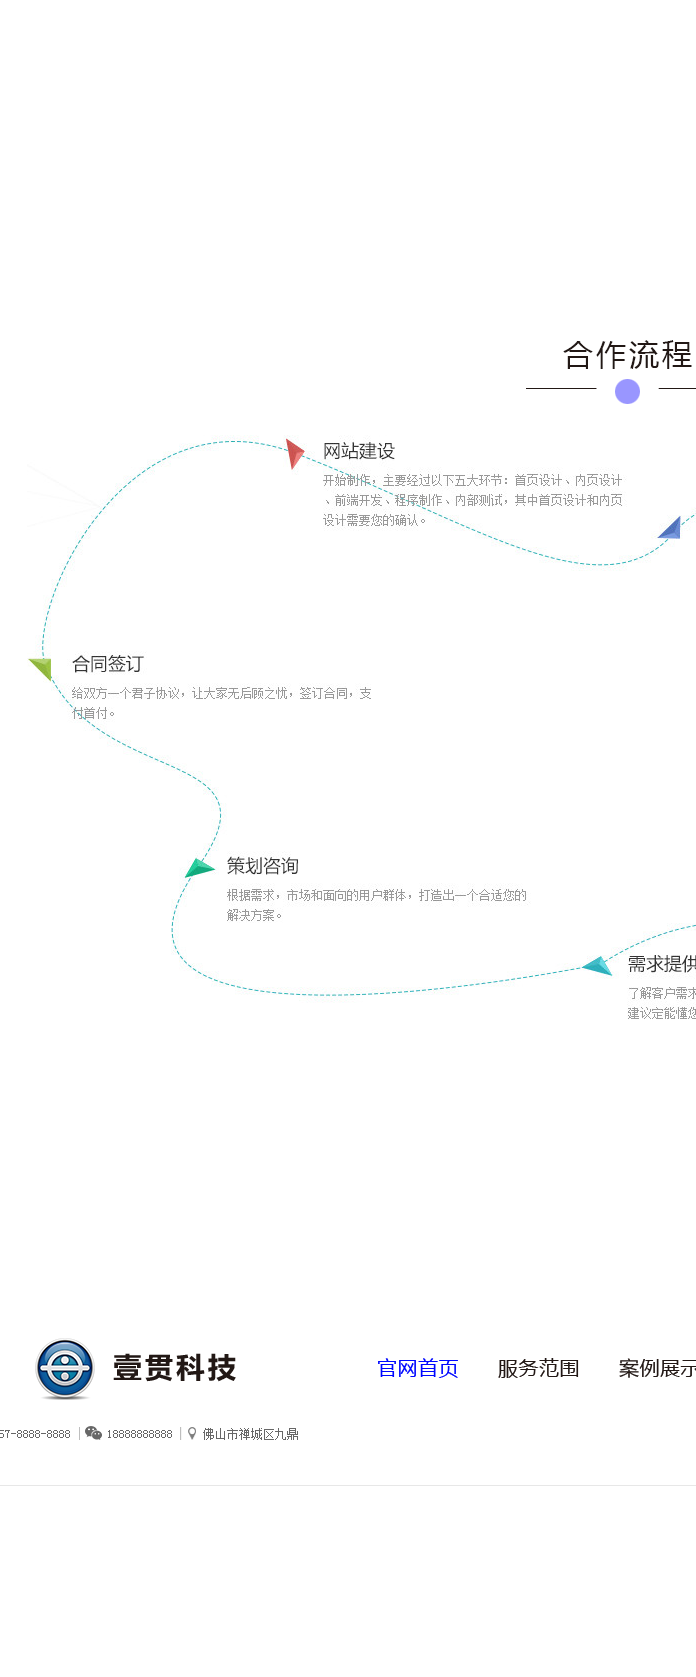 合作流程
网站建设
开始制作，主要经过以下五大环节：首页设计、内页设计
、前端开发、程序制作、内部测试，其中首页设计和内页
设计需要您的确认。
合同签订
给双方一个君子协议，让大家无后顾之忧，签订合同，支
付首付。
策划咨询
根据需求，市场和面向的用户群体，打造出一个合适您的
解决方案。
需求提供
了解客户需求
建议定能懂您
壹贯科技
官网首页 服务范围 案例展示
57-8888-8888 18888888888 佛山市禅城区九鼎